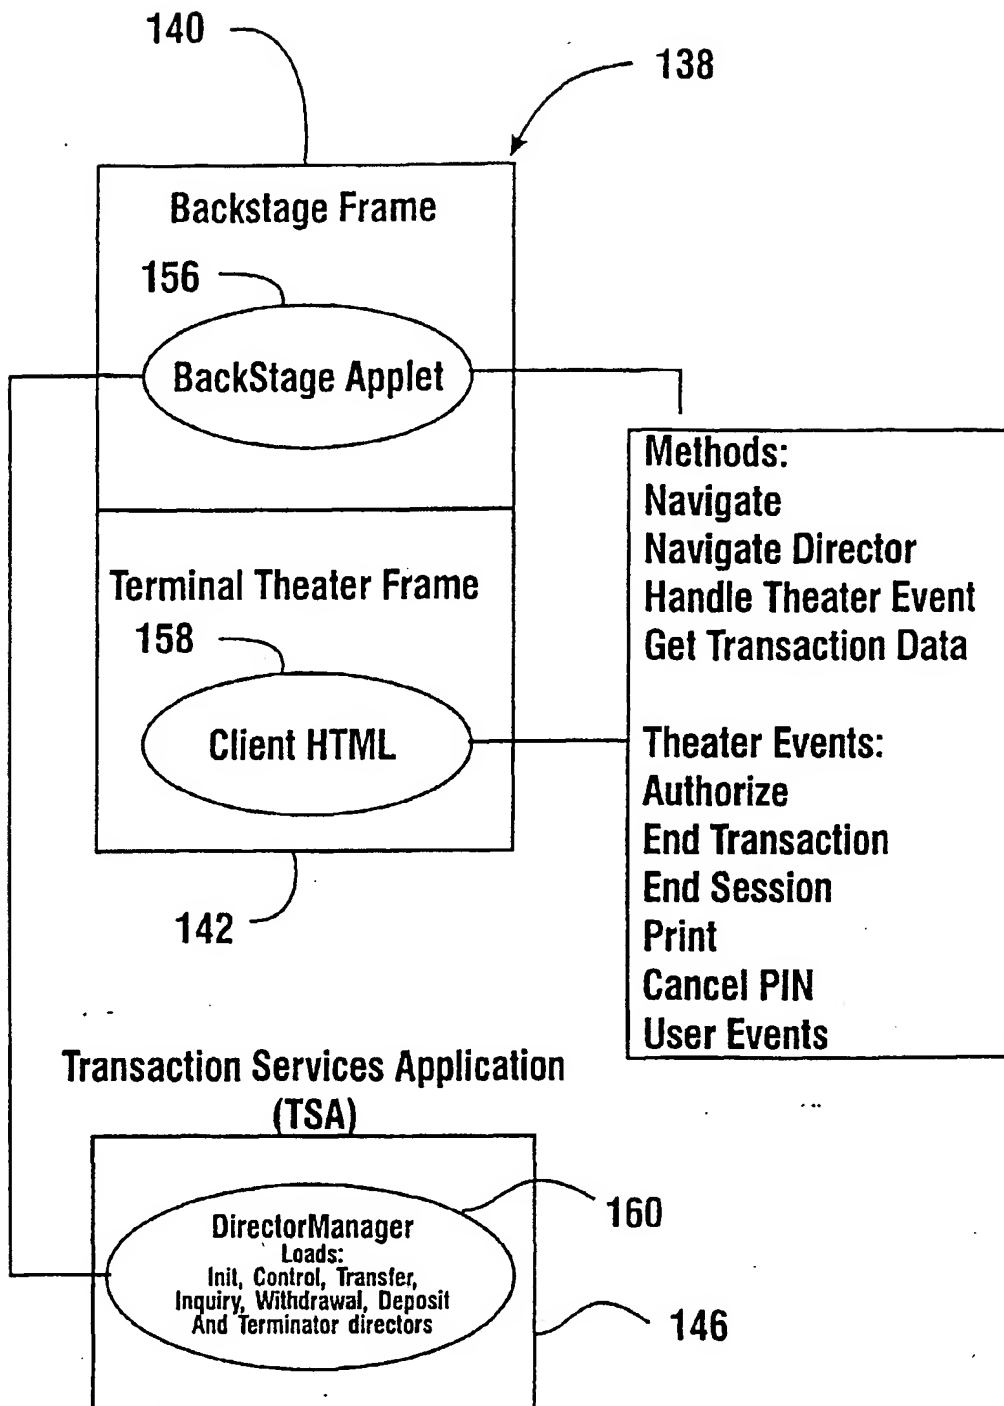 140
138
Backstage Frame
156
BackStage Applet
Methods:
Navigate
Navigate Director
Handle Theater Event
Get Transaction Data
Terminal Theater Frame
158
Client HTML
Theater Events:
Authorize
End Transaction
End Session
Print
Cancel PIN
User Events
142
Transaction Services Application
(TSA)
160
DirectorManager
Loads:
Init, Control, Transfer,
Inquiry, Withdrawal, Deposit
And Terminator directors
146